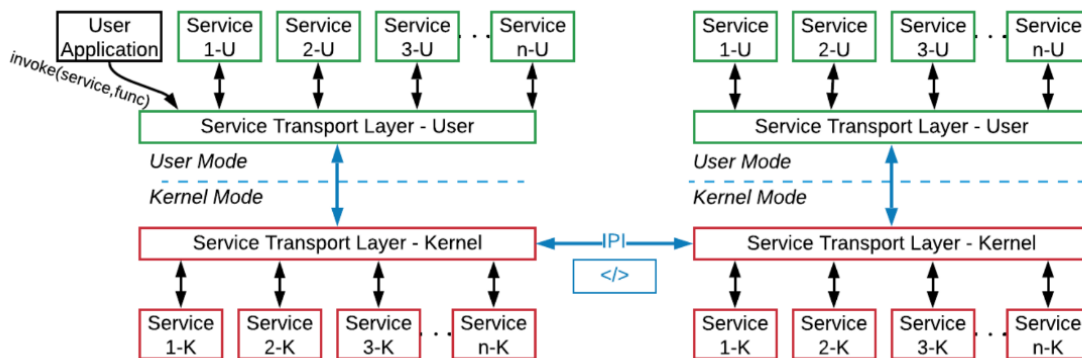 User
Application
Service
1-U
Service
2-U
Service
3-U
. . .
Service
n-U
invoke(service,func)
Service Transport Layer - User
User Mode
Kernel Mode
Service Transport Layer - Kernel
Service
1-K
Service
2-K
Service
3-K
. . .
Service
n-K
IPI
</>
Service
1-U
Service
2-U
Service
3-U
. . .
Service
n-U
Service Transport Layer - User
User Mode
Kernel Mode
Service Transport Layer - Kernel
Service
1-K
Service
2-K
Service
3-K
. . .
Service
n-K